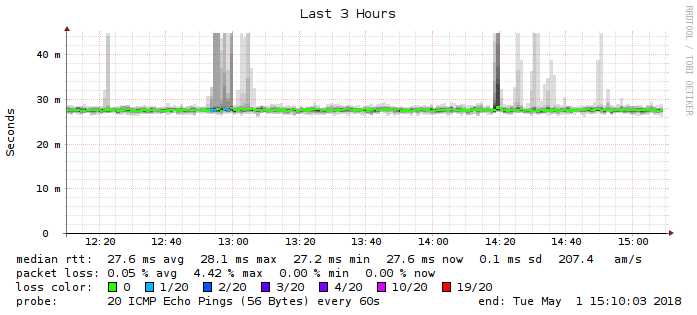 Last 3 Hours
RRDTOOL / TOBI OETIKER
Seconds
40 m
30 m
20 m
10 m
0
12:20 12:40 13:00 13:20 13:40 14:00 14:20 14:40 15:00
median rtt: 27.6 ms avg 28.1 ms max 27.2 ms min 27.6 ms now 0.1 ms sd 207.4 am/s
packet loss: 0.05 % avg 4.42 % max 0.00 % min 0.00 % now
loss color: 0 1/20 2/20 3/20 4/20 10/20 19/20
probe: 20 ICMP Echo Pings (56 Bytes) every 60s end: Tue May 1 15:10:03 2018